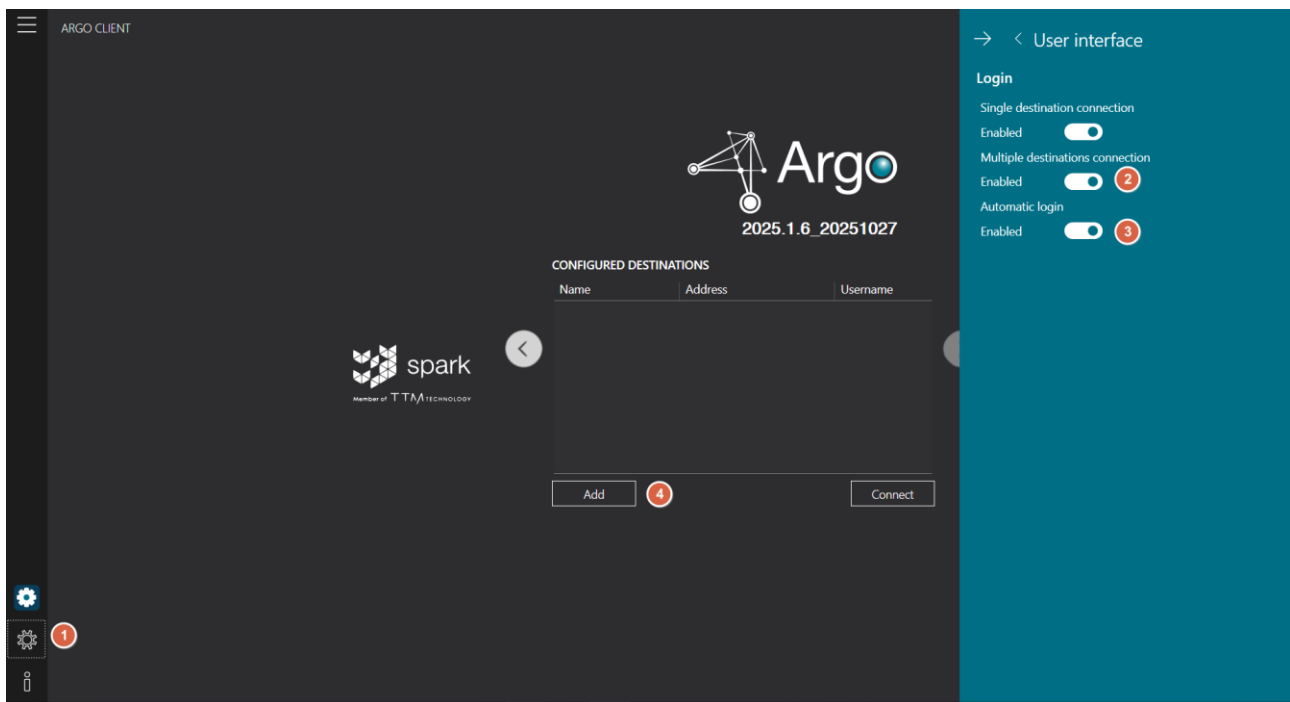 ARGO CLIENT
Argo
2025.1.6_20251027
CONFIGURED DESTINATIONS
Name Address Username
spark
Member of TTM TECHNOLOGY
Add 4 Connect
1
User interface
Login
Single destination connection
Enabled
Multiple destinations connection
Enabled 2
Automatic login
Enabled 3